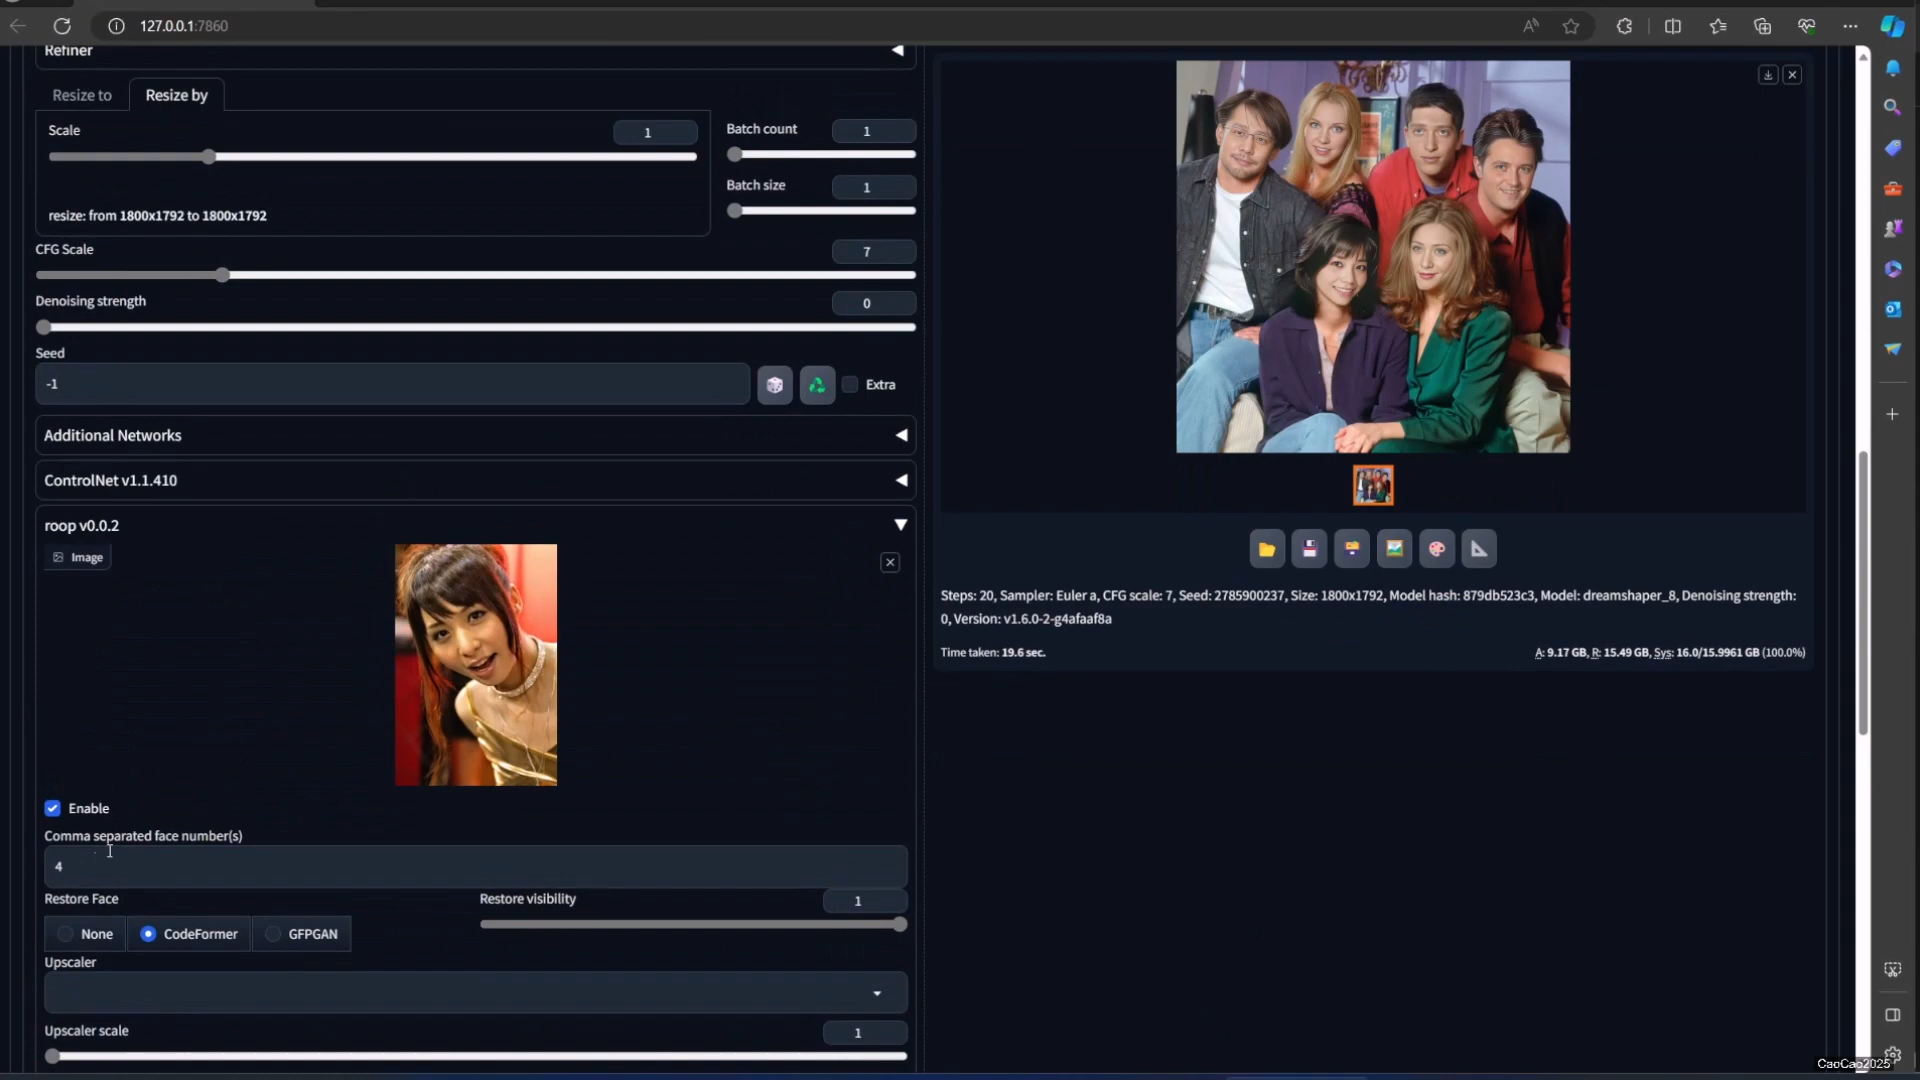 127.0.0.1:7860
Refiner
Resize to
Resize by
Scale
1
Batch count
1
Batch size
1
resize: from 1800x1792 to 1800x1792
CFG Scale
7
Denoising strength
0
Seed
-1
Extra
Additional Networks
ControlNet v1.1.410
roop v0.0.2
Image
Enable
Comma separated face number(s)
4
Restore Face
None
CodeFormer
GFPGAN
Restore visibility
1
Upscaler
Upscaler scale
1
Steps: 20, Sampler: Euler a, CFG scale: 7, Seed: 2785900237, Size: 1800x1792, Model hash: 879db523c3, Model: dreamshaper_8, Denoising strength:
0, Version: v1.6.0-2-g4afaaf8a
Time taken: 19.6 sec.
A: 9.17 GB, R: 15.49 GB, Sys: 16.0/15.9961 GB (100.0%)
CaoCao2025